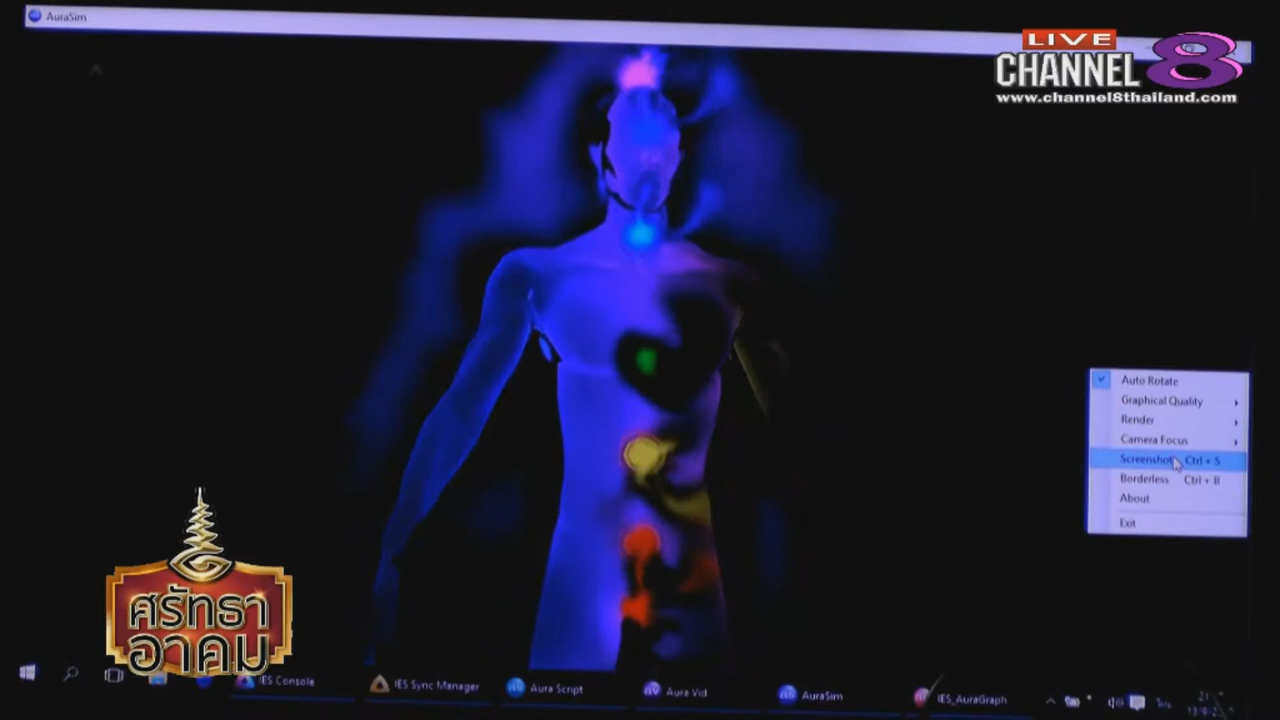 AuraSim
LIVE
CHANNEL 8
www.channel8thailand.com
Auto Rotate
Graphical Quality
Render
Camera Focus
Screenshot Ctrl + S
Borderless Ctrl + B
About
Exit
ศรัทธา
อาคม
IES Console
IES Sync Manager
Aura Script
Aura Vid
AuraSim
IES_AuraGraph